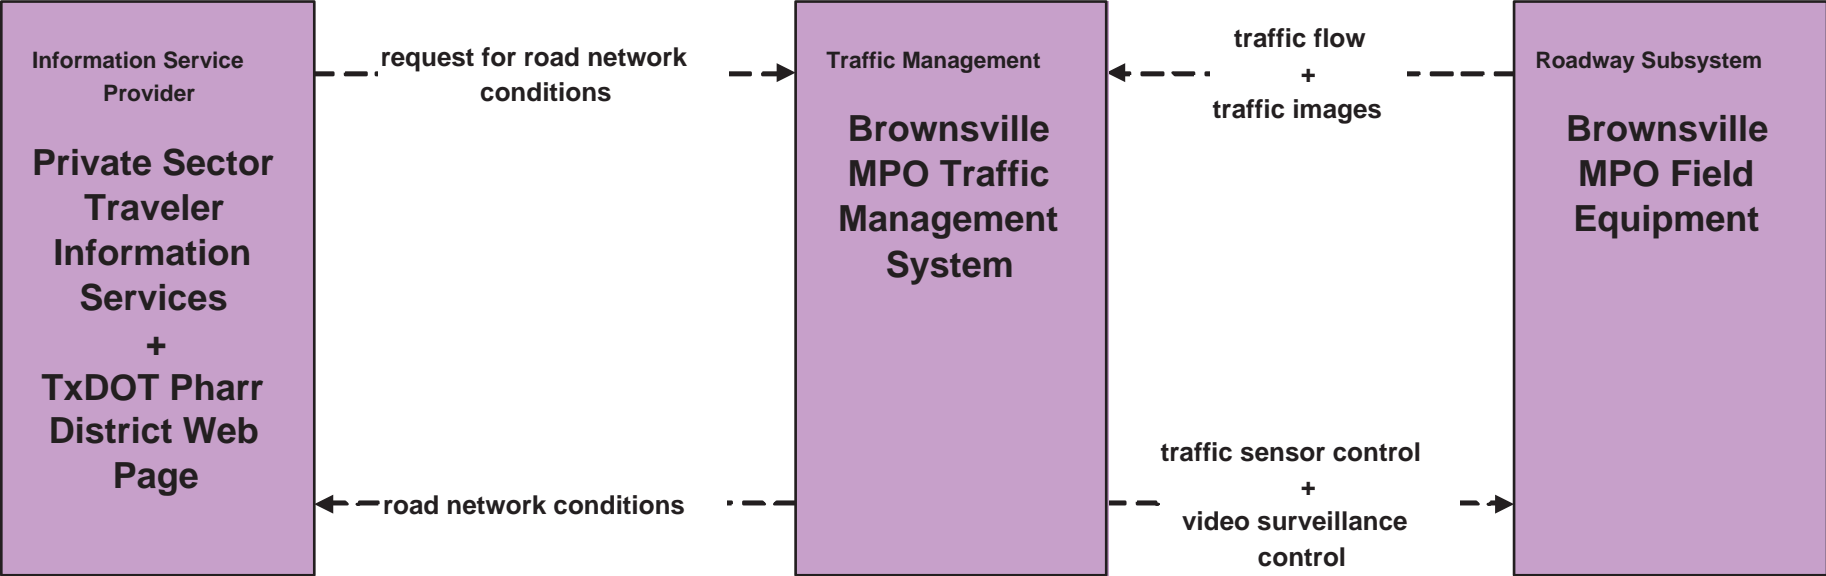 Information Service
Provider
Private Sector
Traveler
Information
Services
+
TxDOT Pharr
District Web
Page
request for road network
conditions
road network conditions
Traffic Management
Brownsville
MPO Traffic
Management
System
traffic flow
+
traffic images
traffic sensor control
+
video surveillance
control
Roadway Subsystem
Brownsville
MPO Field
Equipment